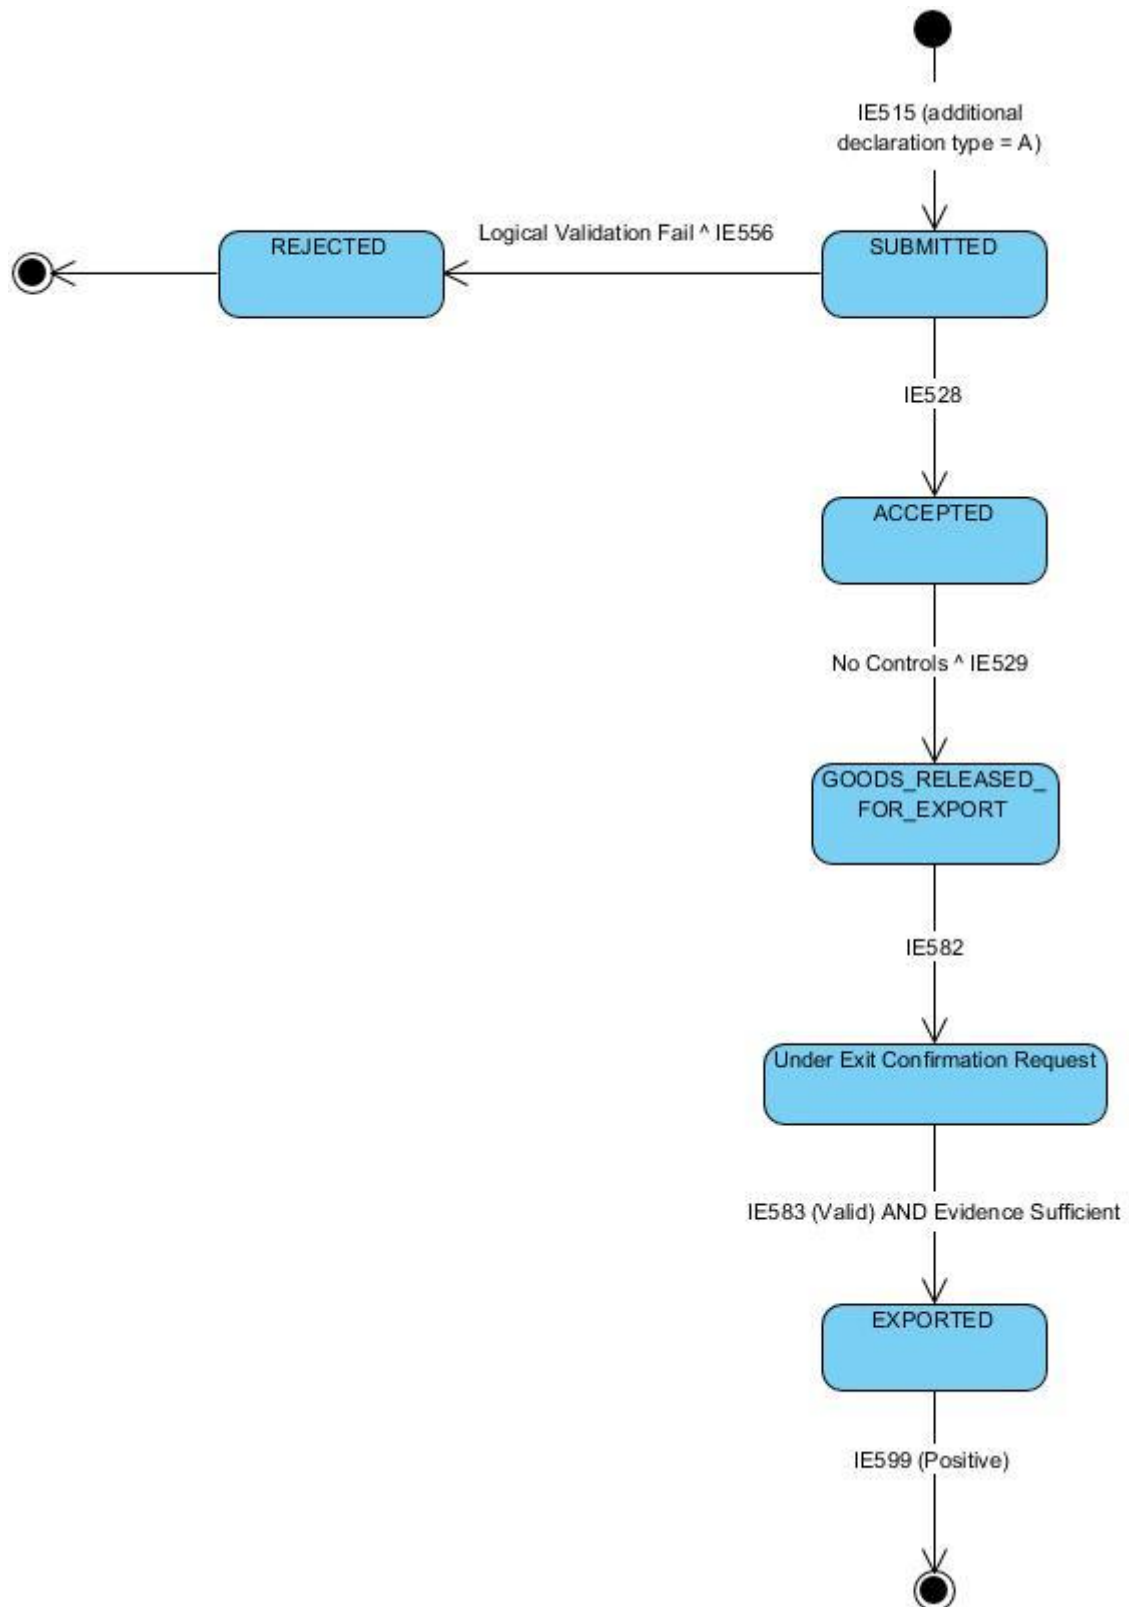 IE515 (additional
declaration type = A)
Logical Validation Fail ^ IE556
REJECTED
SUBMITTED
IE528
ACCEPTED
No Controls ^ IE529
GOODS_RELEASED_
FOR_EXPORT
IE582
Under Exit Confirmation Request
IE583 (Valid) AND Evidence Sufficient
EXPORTED
IE599 (Positive)